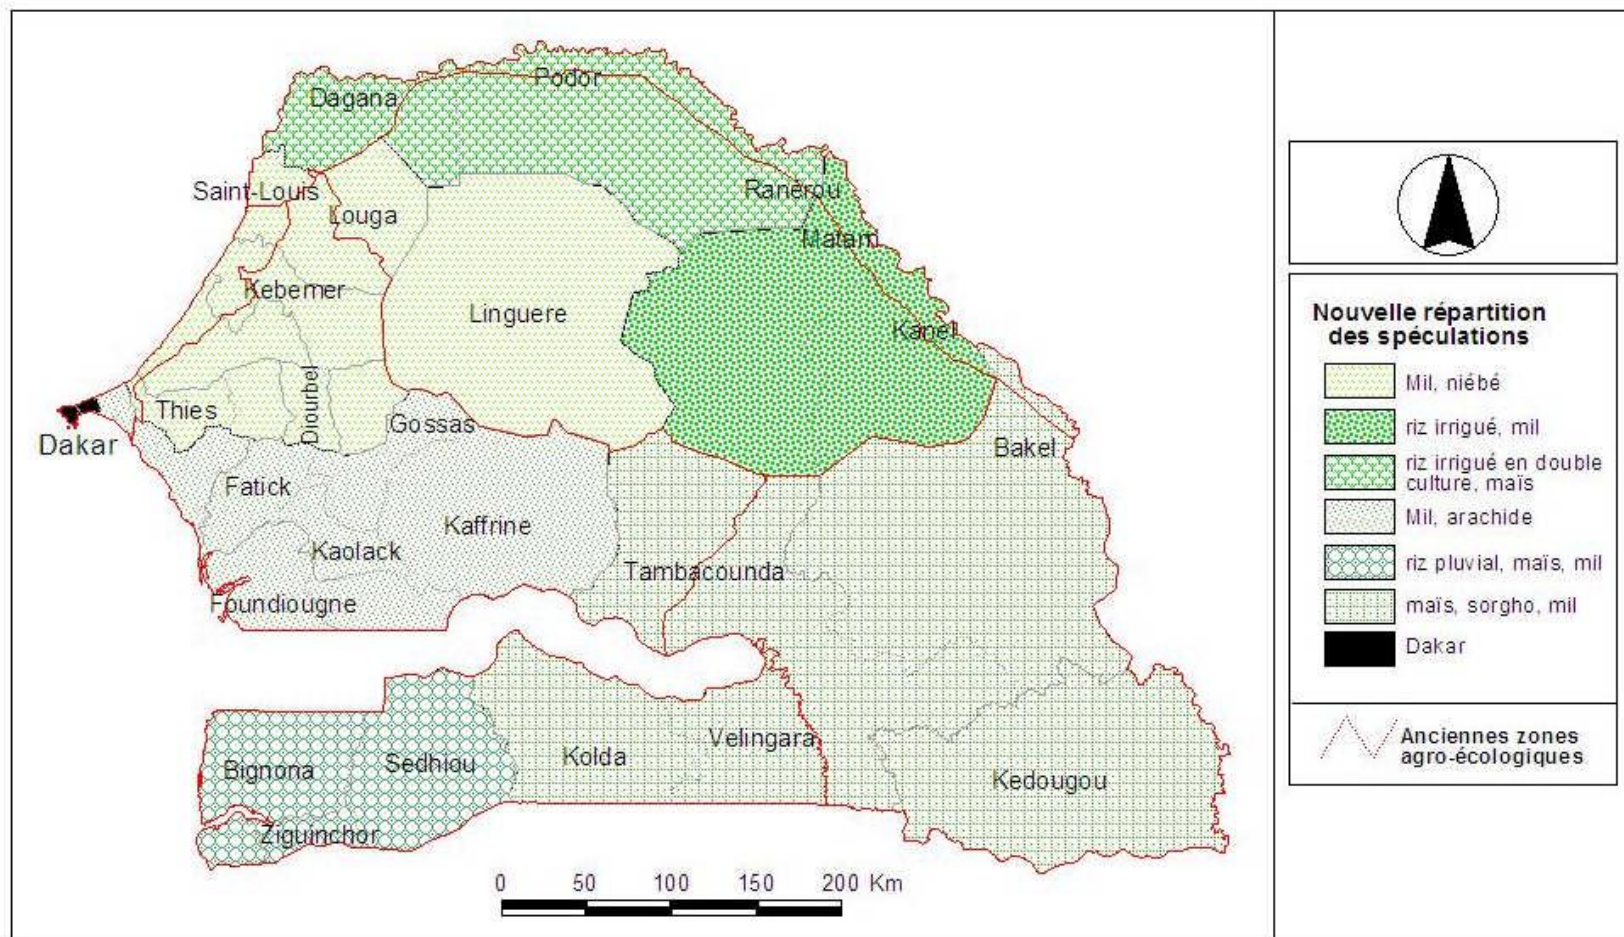 Podor
Dagana
Saint-Louis
Ranérou
Louga
Matam
Kebemer
Linguere
Kanel
Diourbel
Thies
Gossas
Dakar
Bakel
Fatick
Kaffrine
Kaolack
Tambacounda
Foundiougne
Velingara
Kolda
Sedhiou
Bignona
Kedougou
Ziguinchor
0 50 100 150 200 Km
Nouvelle répartition
des spéculations
Mil, niébé
riz irrigué, mil
riz irrigué en double
culture, maïs
Mil, arachide
riz pluvial, maïs, mil
maïs, sorgho, mil
Dakar
Anciennes zones
agro-écologiques